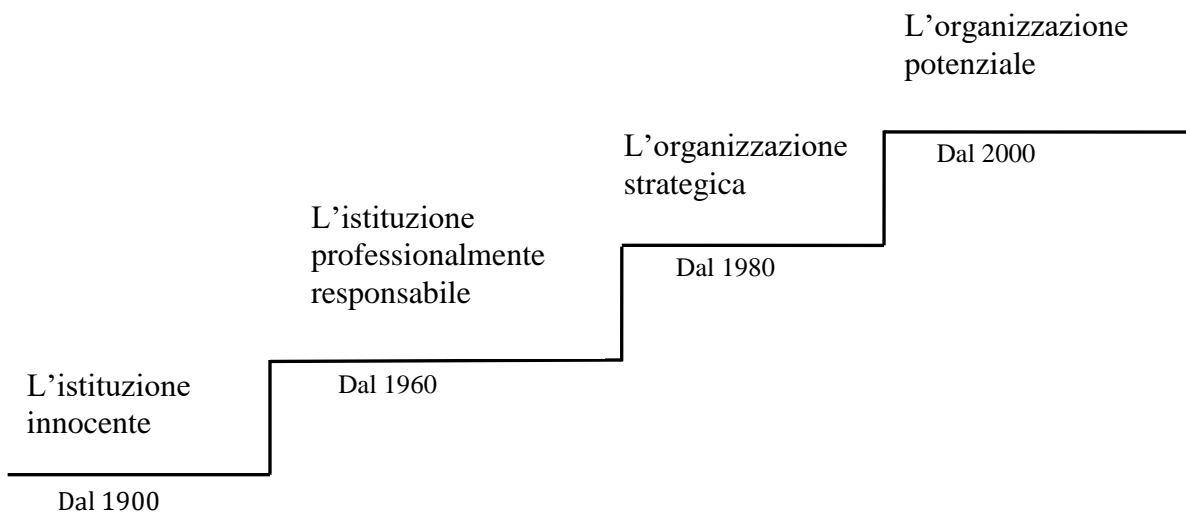 L’organizzazione
potenziale
Dal 2000
L’organizzazione
strategica
Dal 1980
L’istituzione
professionalmente
responsabile
Dal 1960
L’istituzione
innocente
Dal 1900